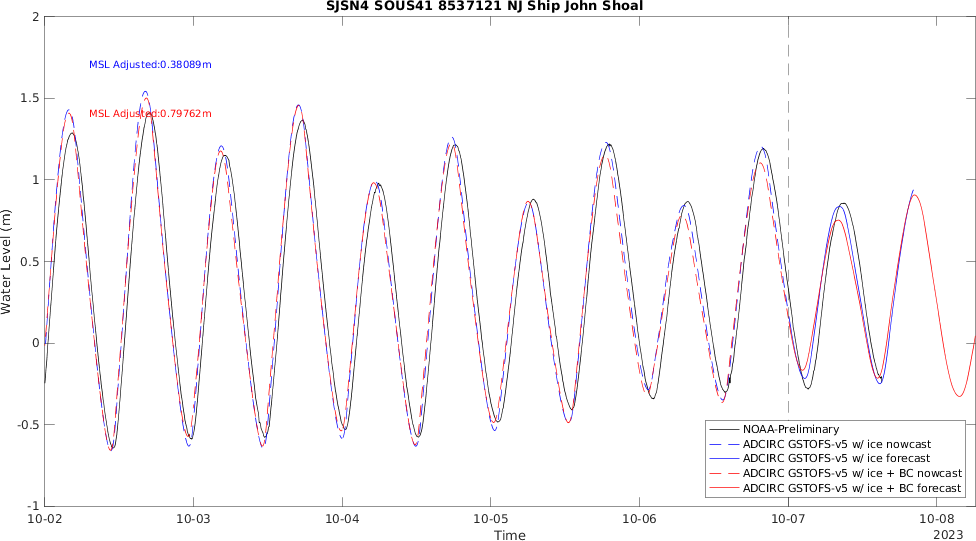 SJSN4 SOUS41 8537121 NJ Ship John Shoal
2
MSL Adjusted:0.38089m
1.5
MSL Adjusted:0.79762m
1
0.5
Water Level (m)
0
-0.5
NOAA-Preliminary
ADCIRC GSTOFS-v5 w/ ice nowcast
ADCIRC GSTOFS-v5 w/ ice forecast
ADCIRC GSTOFS-v5 w/ ice + BC nowcast
ADCIRC GSTOFS-v5 w/ ice + BC forecast
-1
10-02 10-03 10-04 10-05 10-06 10-07 10-08
Time
2023